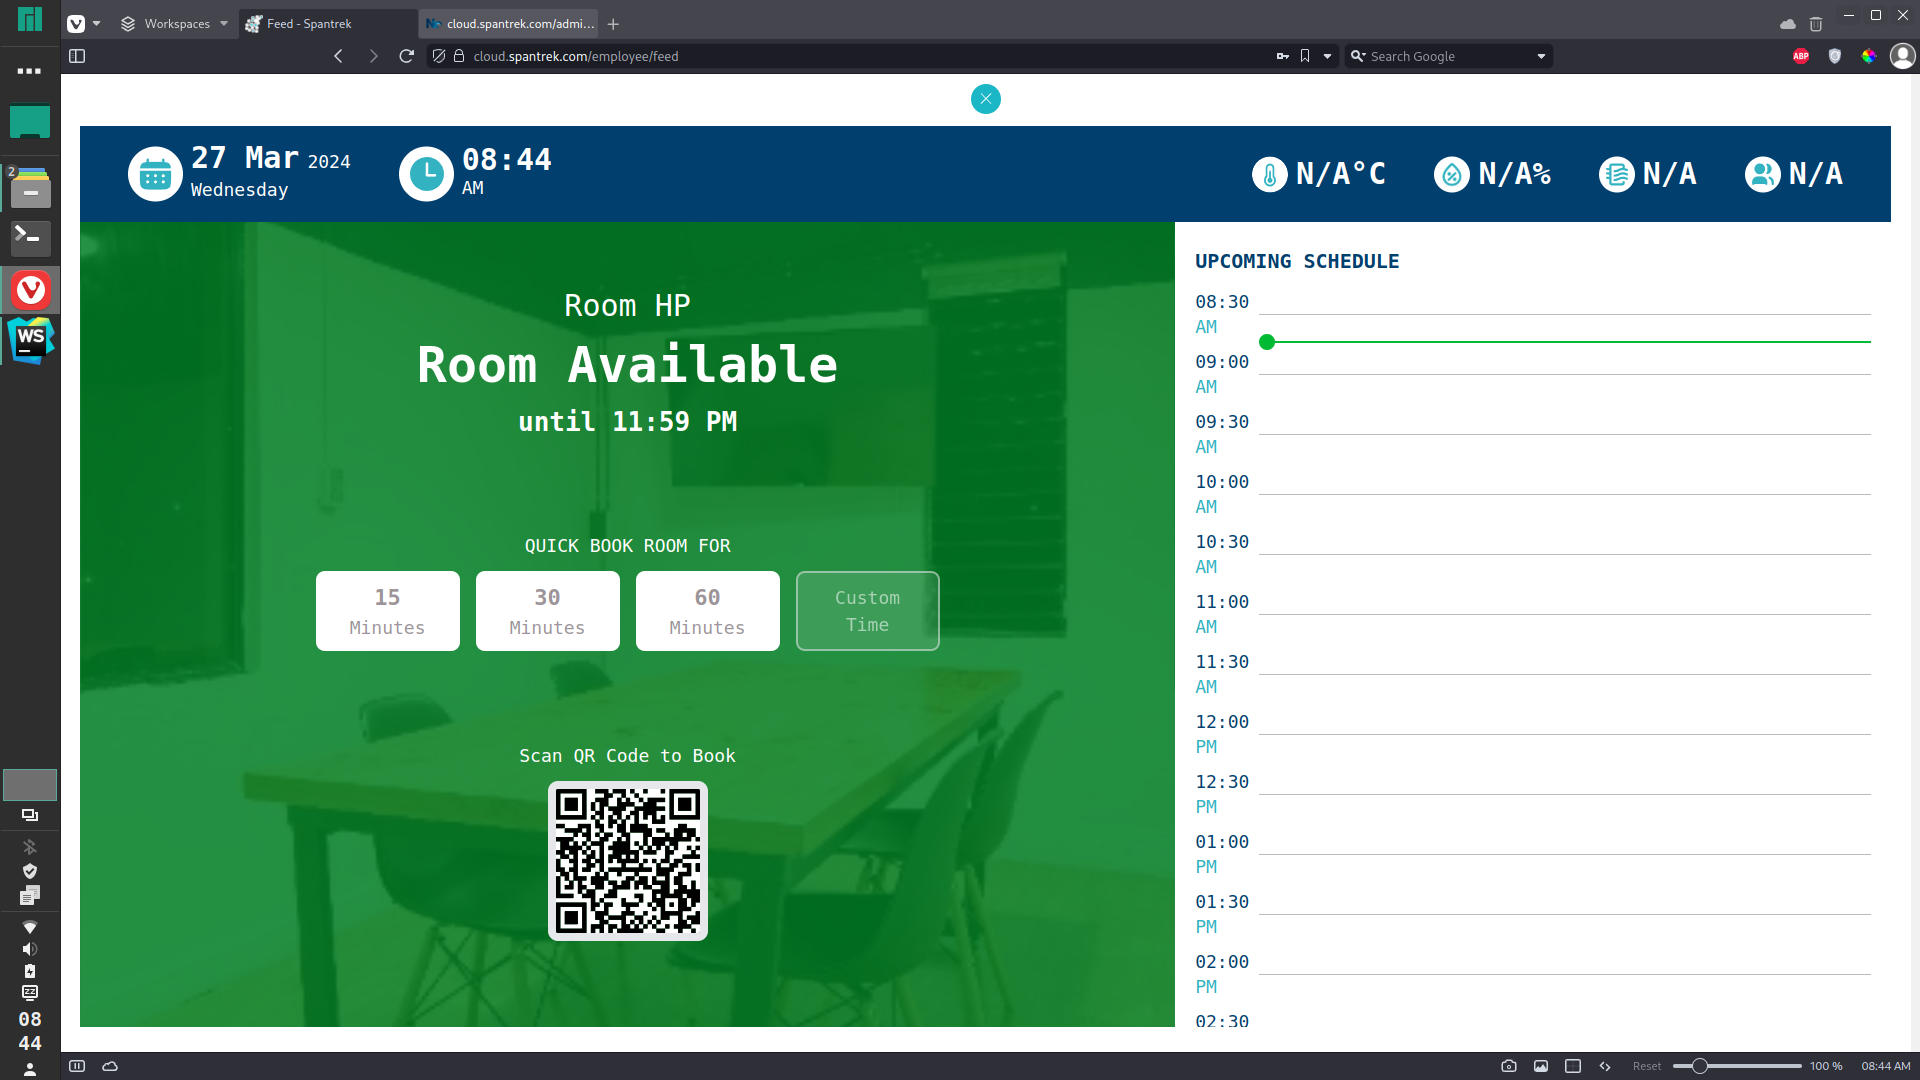 Workspaces
Feed - Spantrek
cloud.spantrek.com/admi...
cloud.spantrek.com/employee/feed
Search Google
ABP
2
WS
27 Mar 2024
Wednesday
08:44
AM
N/A°C
N/A%
N/A
N/A
Room HP
Room Available
until 11:59 PM
QUICK BOOK ROOM FOR
15
Minutes
30
Minutes
60
Minutes
Custom
Time
Scan QR Code to Book
UPCOMING SCHEDULE
08:30
AM
09:00
AM
09:30
AM
10:00
AM
10:30
AM
11:00
AM
11:30
AM
12:00
PM
12:30
PM
01:00
PM
01:30
PM
02:00
PM
02:30
zz
08
44
Reset
100 %
08:44 AM